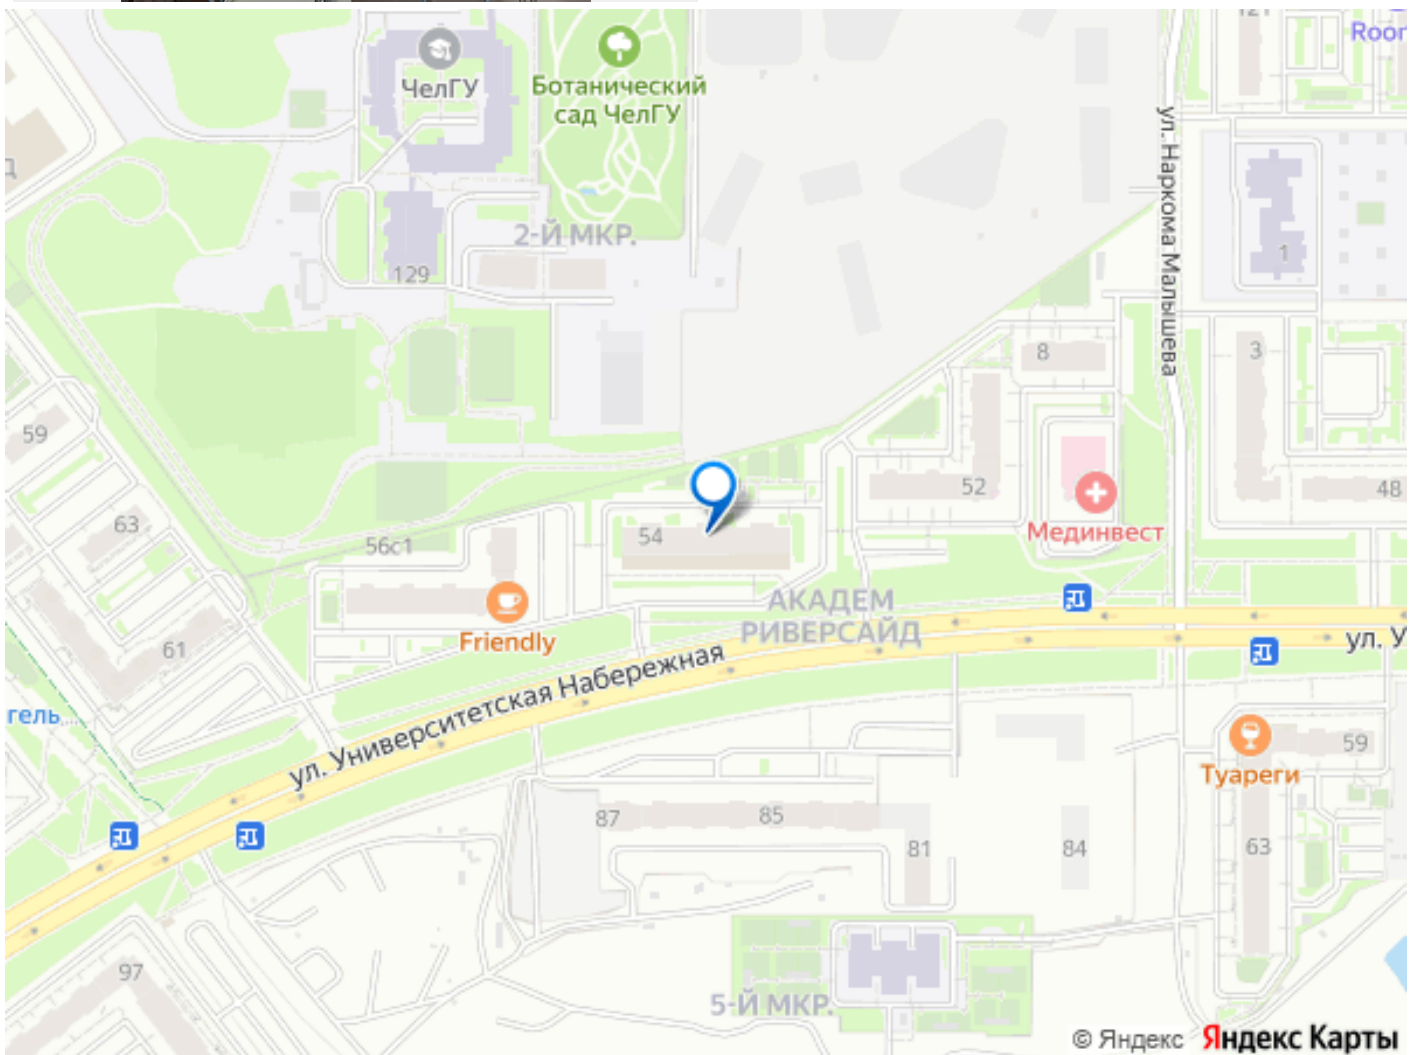 ЧелГУ
Ботанический
сад ЧелГУ
2-Й МКР.
129
ул. Наркома Малышева
1
8
3
59
63
56с1
54
52
48
Мединвест
АКАДЕМ
РИВЕРСАЙД
Friendly
61
ул. Университетская Набережная
ул. У
гель
59
Туареги
87
85
81
84
63
97
5-Й МКР.
© Яндекс Яндекс Карты